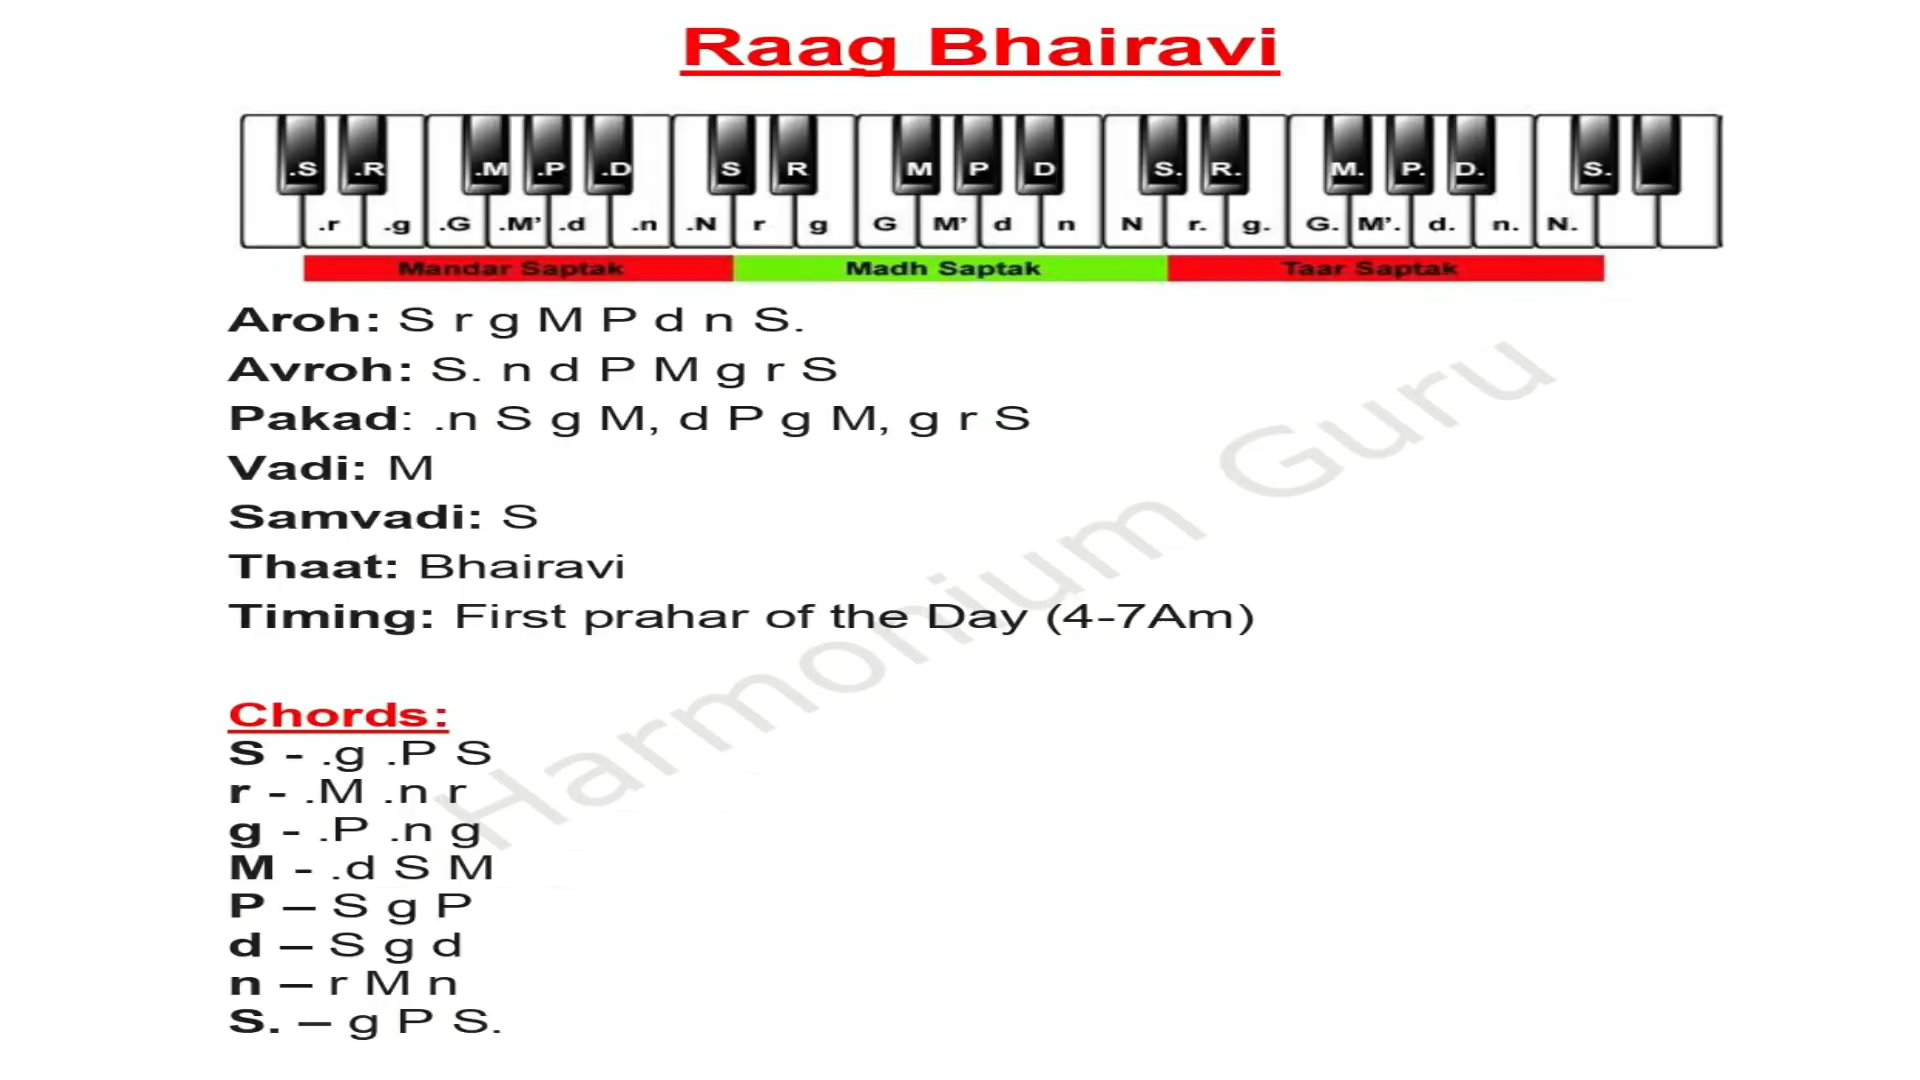 Raag Bhairavi
.S .R .M .P .D S R M P D S. R. M. P. D. S.
.r .g .G .M’ .d .n .N r g G M’ d n N r. g. G. M’. d. n. N.
Mandar Saptak Madh Saptak Taar Saptak
Aroh: S r g M P d n S.
Avroh: S. n d P M g r S
Pakad: .n S g M, d P g M, g r S
Vadi: M
Samvadi: S
Thaat: Bhairavi
Timing: First prahar of the Day (4-7Am)
Harmonium Guru
Chords:
S - .g .P S
r - .M .n r
g - .P .n g
M - .d S M
P – S g P
d – S g d
n – r M n
S. – g P S.